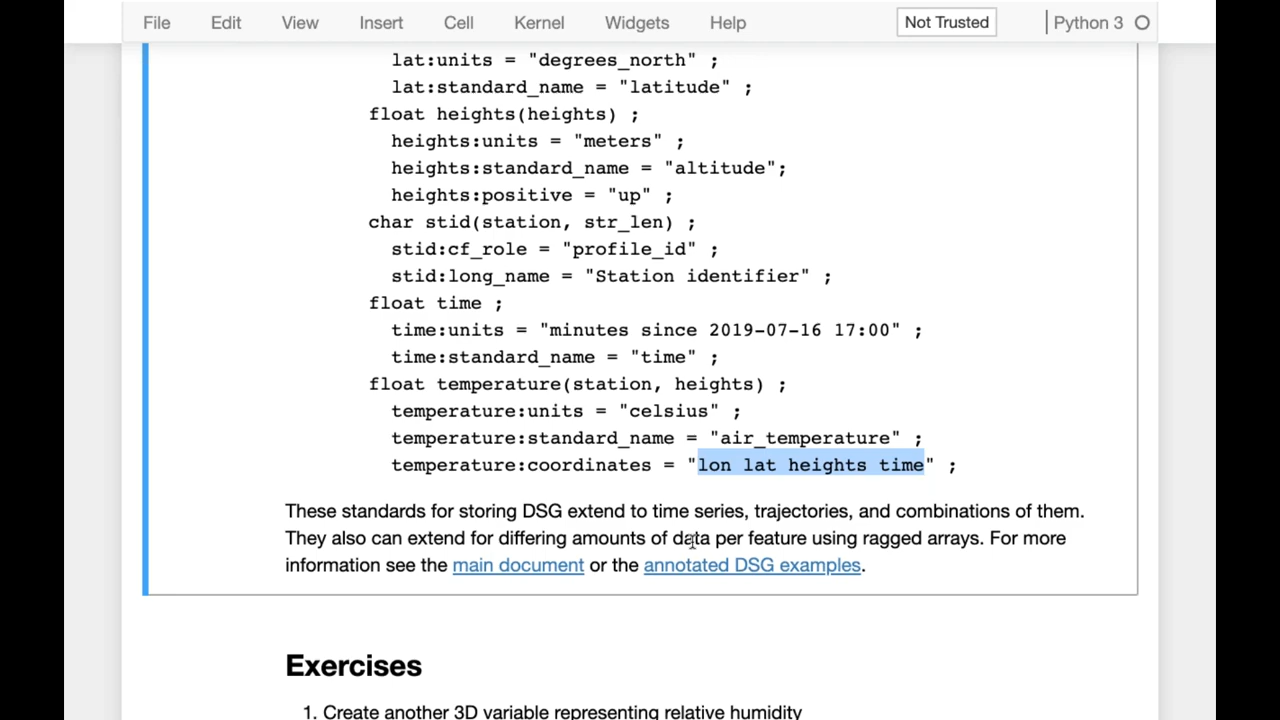 File Edit View Insert Cell Kernel Widgets Help Not Trusted Python 3
lat:units = "degrees_north" ;
lat:standard_name = "latitude" ;
float heights(heights) ;
heights:units = "meters" ;
heights:standard_name = "altitude";
heights:positive = "up" ;
char stid(station, str_len) ;
stid:cf_role = "profile_id" ;
stid:long_name = "Station identifier" ;
float time ;
time:units = "minutes since 2019-07-16 17:00" ;
time:standard_name = "time" ;
float temperature(station, heights) ;
temperature:units = "celsius" ;
temperature:standard_name = "air_temperature" ;
temperature:coordinates = "lon lat heights time" ;
These standards for storing DSG extend to time series, trajectories, and combinations of them.
They also can extend for differing amounts of data per feature using ragged arrays. For more
information see the main document or the annotated DSG examples.
Exercises
1. Create another 3D variable representing relative humidity